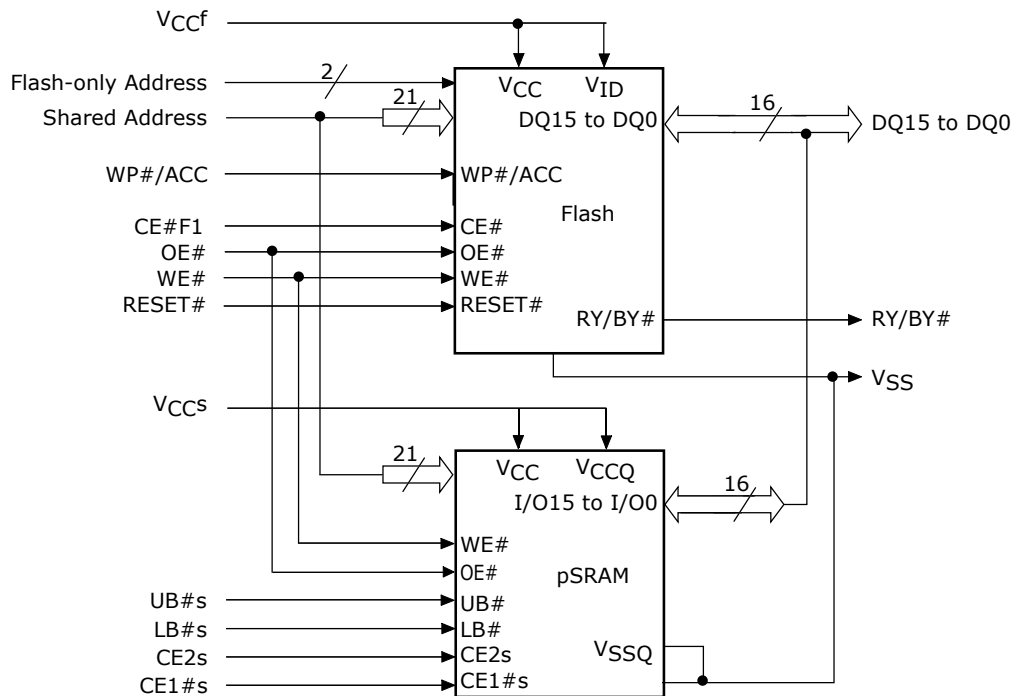 VCCf
Flash-only Address
2
VCC
VID
Shared Address
21
DQ15 to DQ0
16
DQ15 to DQ0
WP#/ACC
WP#/ACC
Flash
CE#F1
CE#
OE#
OE#
WE#
WE#
RESET#
RESET#
RY/BY#
RY/BY#
VSS
VCCs
21
VCC
VCCQ
I/O15 to I/O0
16
WE#
OE#
pSRAM
UB#s
UB#
LB#s
LB#
VSSQ
CE2s
CE2s
CE1#s
CE1#s